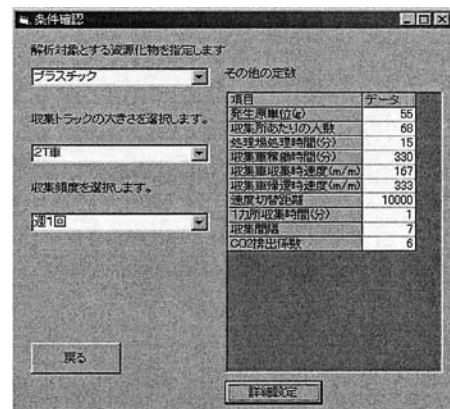 条件確認
解析対象とする資源化物を指定します
プラスチック
収集トラックの大きさを選択します。
2T車
収集頻度を選択します。
週1回
戻る
その他の定数
項目 データ
発生原単位(g) 55
収集所あたりの人数 68
処理場処理時間(分) 15
収集車稼働時間(分) 330
収集車収集時速度(m/m) 167
収集車帰還時速度(m/m) 333
速度切替距離 10000
1カ所収集時間(分) 1
収集間隔 7
CO2排出係数 6
詳細設定